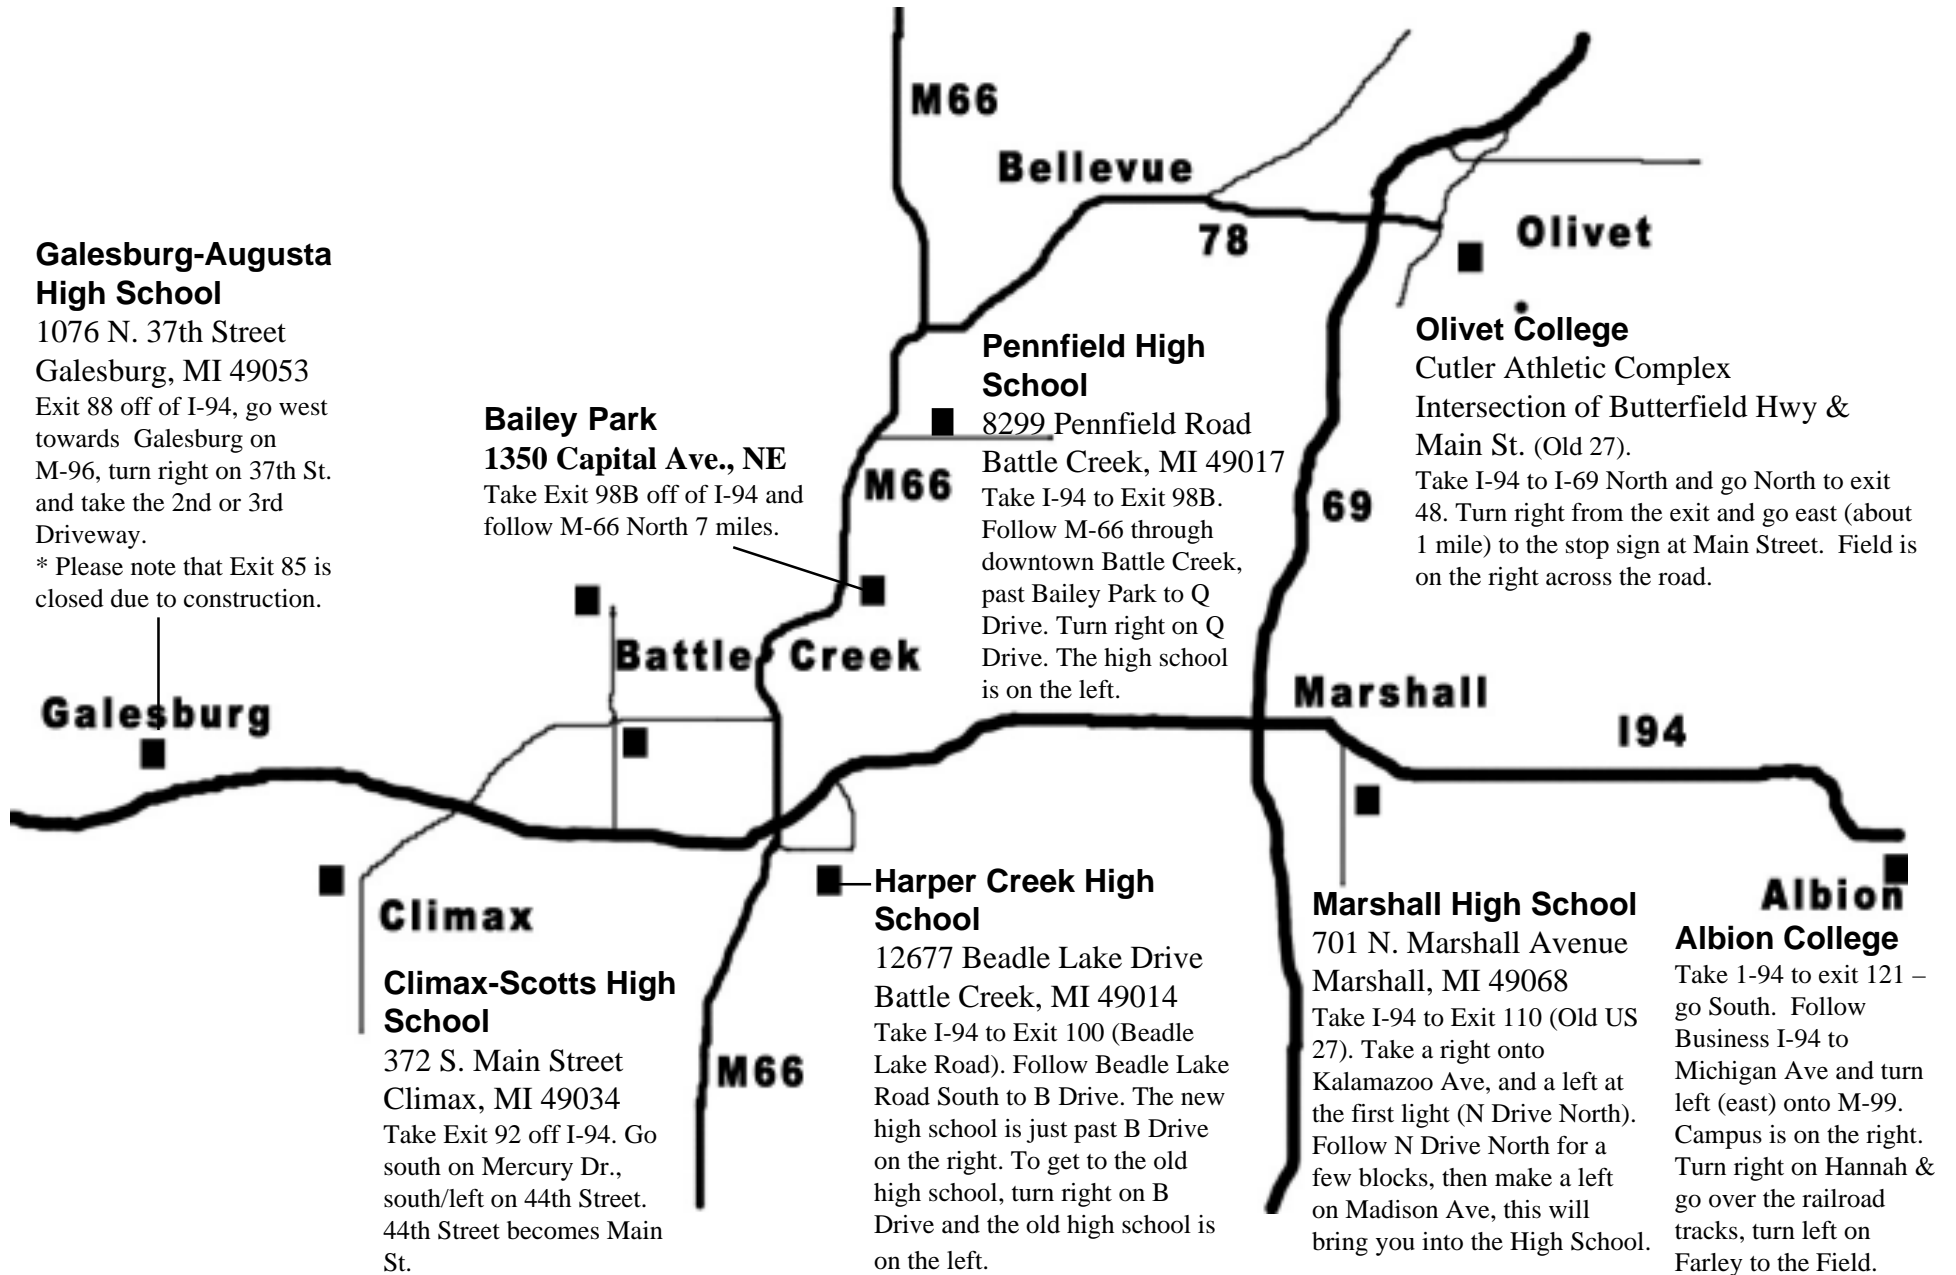 M66
Bellevue
78
Olivet
Galesburg-Augusta
High School
1076 N. 37th Street
Galesburg, MI 49053
Exit 88 off of I-94, go west
towards  Galesburg on
M-96, turn right on 37th St.
and take the 2nd or 3rd
Driveway.
* Please note that Exit 85 is
closed due to construction.
Bailey Park
1350 Capital Ave., NE
Take Exit 98B off of I-94 and
follow M-66 North 7 miles.
Pennfield High
School
8299 Pennfield Road
Battle Creek, MI 49017
Take I-94 to Exit 98B.
Follow M-66 through
downtown Battle Creek,
past Bailey Park to Q
Drive. Turn right on Q
Drive. The high school
is on the left.
Olivet College
Cutler Athletic Complex
Intersection of Butterfield Hwy &
Main St. (Old 27).
Take I-94 to I-69 North and go North to exit
48. Turn right from the exit and go east (about
1 mile) to the stop sign at Main Street.  Field is
on the right across the road.
M66
69
Battle Creek
Galesburg
Marshall
I94
Climax
Albion
Climax-Scotts High
School
372 S. Main Street
Climax, MI 49034
Take Exit 92 off I-94. Go
south on Mercury Dr.,
south/left on 44th Street.
44th Street becomes Main
St.
M66
Harper Creek High
School
12677 Beadle Lake Drive
Battle Creek, MI 49014
Take I-94 to Exit 100 (Beadle
Lake Road). Follow Beadle Lake
Road South to B Drive. The new
high school is just past B Drive
on the right. To get to the old
high school, turn right on B
Drive and the old high school is
on the left.
Marshall High School
701 N. Marshall Avenue
Marshall, MI 49068
Take I-94 to Exit 110 (Old US
27). Take a right onto
Kalamazoo Ave, and a left at
the first light (N Drive North).
Follow N Drive North for a
few blocks, then make a left
on Madison Ave, this will
bring you into the High School.
Albion College
Take 1-94 to exit 121 –
go South.  Follow
Business I-94 to
Michigan Ave and turn
left (east) onto M-99.
Campus is on the right.
Turn right on Hannah &
go over the railroad
tracks, turn left on
Farley to the Field.